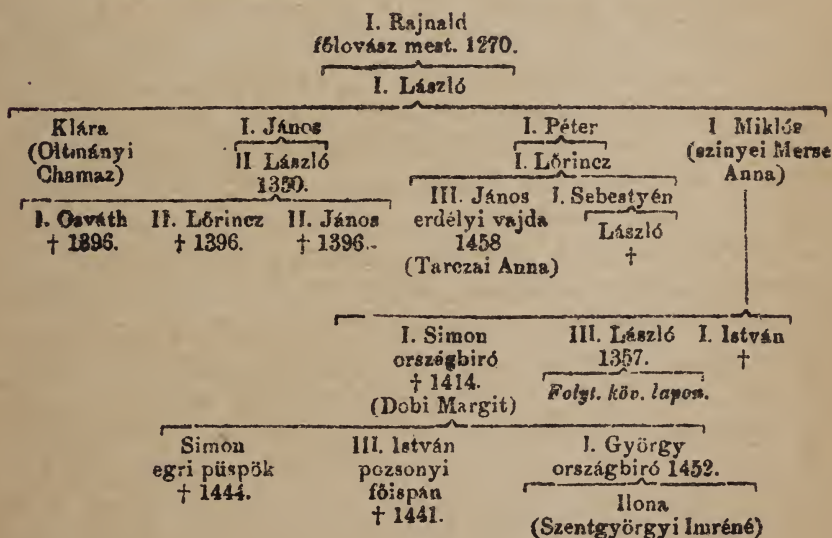 I. Rajnald
főlovász mest. 1270.
I. László
Klára I. János I. Péter I Miklós
(Oltmányi Chamaz) II. László 1350. I. Lőrincz (szinyei Merse Anna)
III. János I. Sebestyén
I. Osváth II. Lőrincz II. János erdélyi vajda László
† 1396. † 1396. † 1396. 1458 †
(Tarczai Anna)
I. Simon III. László I. István
országbiró 1357. †
† 1414. Folyt. köv. lapon.
(Dobi Margit)
Simon III. István I. György
egri püspök pozsonyi országbiró 1452.
† 1444. főispán Ilona
† 1441. (Szentgyörgyi Imréné)